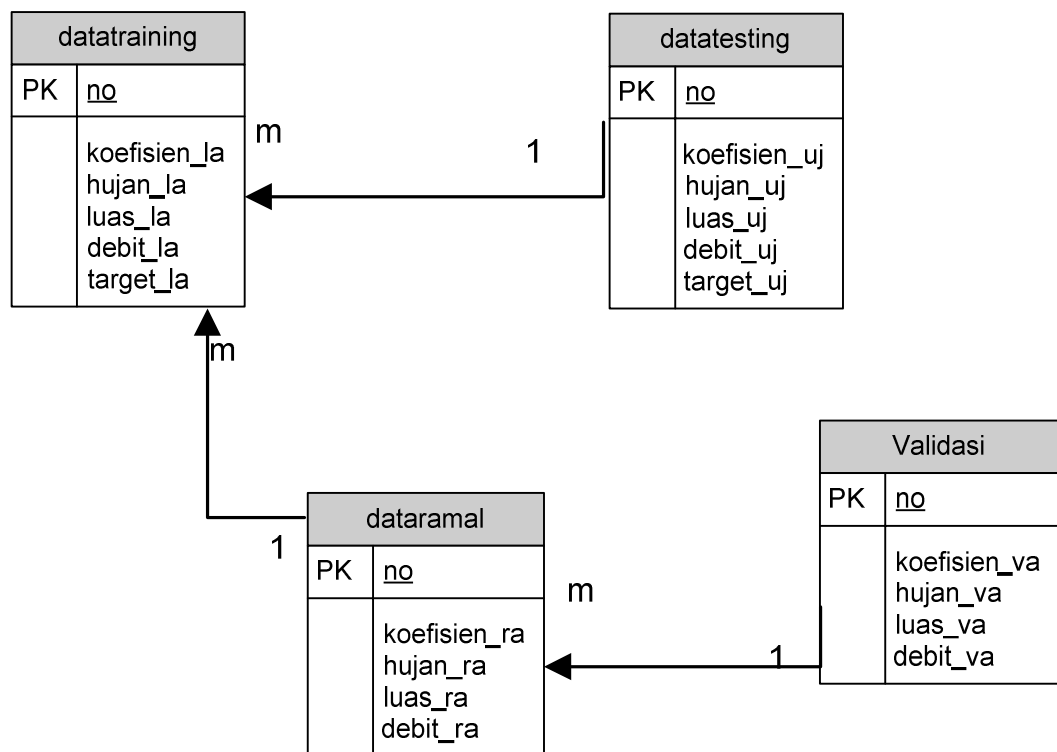 datatraining
PK no
koefisien_la
hujan_la
luas_la
debit_la
target_la
m
1
datatesting
PK no
koefisien_uj
hujan_uj
luas_uj
debit_uj
target_uj
m
1
dataramal
PK no
koefisien_ra
hujan_ra
luas_ra
debit_ra
m
1
Validasi
PK no
koefisien_va
hujan_va
luas_va
debit_va